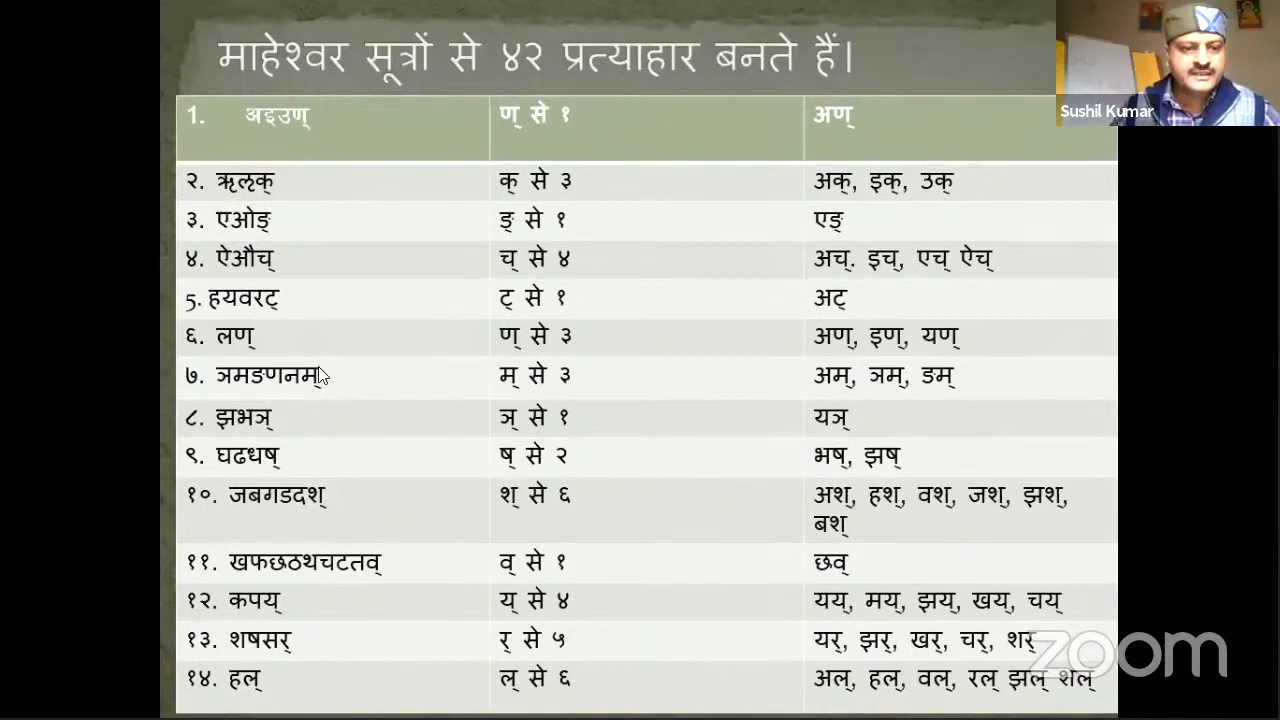 माहेश्वर सूत्रों से ४२ प्रत्याहार बनते हैं।
Sushil Kumar
1. अइउण् ण् से १ अण्
२. ऋऌक् क् से ३ अक्, इक्, उक्
३. एओङ् ङ् से १ एङ्
४. ऐऔच् च् से ४ अच्. इच्, एच् ऐच्
5. हयवरट् ट् से १ अट्
६. लण् ण् से ३ अण्, इण्, यण्
७. ञमङणनम् म् से ३ अम्, ञम्, ङम्
८. झभञ् ञ् से १ यञ्
९. घढधष् ष् से २ भष्, झष्
१०. जबगडदश् श् से ६ अश्, हश्, वश्, जश्, झश्,
बश्
११. खफछठथचटतव् व् से १ छव्
१२. कपय् य् से ४ यय्, मय्, झय्, खय्, चय्
१३. शषसर् र् से ५ यर्, झर्, खर्, चर्, शर्
१४. हल् ल् से ६ अल्, हल्, वल्, रल् झल् शल्
zoom